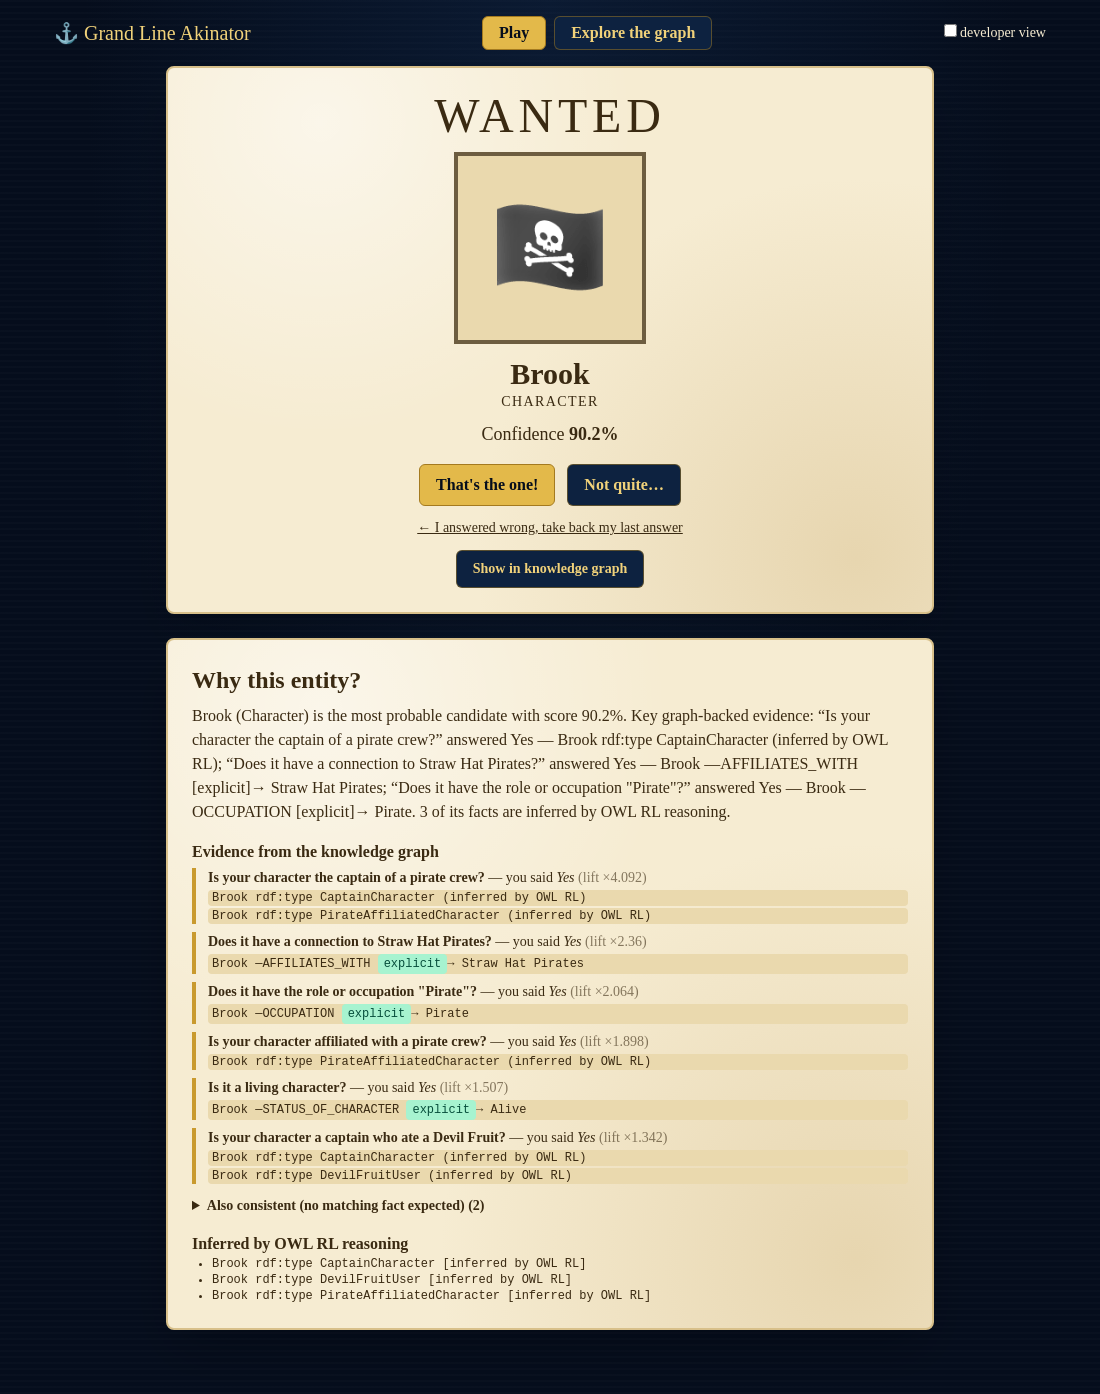 ⚓ Grand Line Akinator
Play
Explore the graph
developer view
WANTED
Brook
CHARACTER
Confidence 90.2%
That's the one!
Not quite…
← I answered wrong, take back my last answer
Show in knowledge graph
Why this entity?
Brook (Character) is the most probable candidate with score 90.2%. Key graph-backed evidence: “Is your
character the captain of a pirate crew?” answered Yes — Brook rdf:type CaptainCharacter (inferred by OWL
RL); “Does it have a connection to Straw Hat Pirates?” answered Yes — Brook —AFFILIATES_WITH
[explicit]→ Straw Hat Pirates; “Does it have the role or occupation "Pirate"?” answered Yes — Brook —
OCCUPATION [explicit]→ Pirate. 3 of its facts are inferred by OWL RL reasoning.
Evidence from the knowledge graph
Is your character the captain of a pirate crew? — you said Yes (lift ×4.092)
Brook rdf:type CaptainCharacter (inferred by OWL RL)
Brook rdf:type PirateAffiliatedCharacter (inferred by OWL RL)
Does it have a connection to Straw Hat Pirates? — you said Yes (lift ×2.36)
Brook —AFFILIATES_WITH explicit→ Straw Hat Pirates
Does it have the role or occupation "Pirate"? — you said Yes (lift ×2.064)
Brook —OCCUPATION explicit→ Pirate
Is your character affiliated with a pirate crew? — you said Yes (lift ×1.898)
Brook rdf:type PirateAffiliatedCharacter (inferred by OWL RL)
Is it a living character? — you said Yes (lift ×1.507)
Brook —STATUS_OF_CHARACTER explicit→ Alive
Is your character a captain who ate a Devil Fruit? — you said Yes (lift ×1.342)
Brook rdf:type CaptainCharacter (inferred by OWL RL)
Brook rdf:type DevilFruitUser (inferred by OWL RL)
▶ Also consistent (no matching fact expected) (2)
Inferred by OWL RL reasoning
• Brook rdf:type CaptainCharacter [inferred by OWL RL]
• Brook rdf:type DevilFruitUser [inferred by OWL RL]
• Brook rdf:type PirateAffiliatedCharacter [inferred by OWL RL]